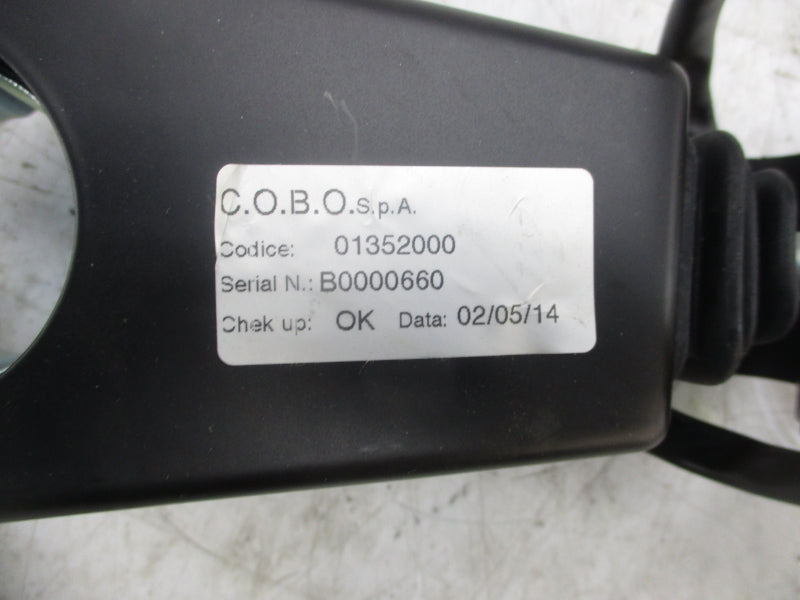 C.O.B.O.S.p.A.
Codice: 01352000
Serial N.: B0000660
Chek up: OK Data: 02/05/14